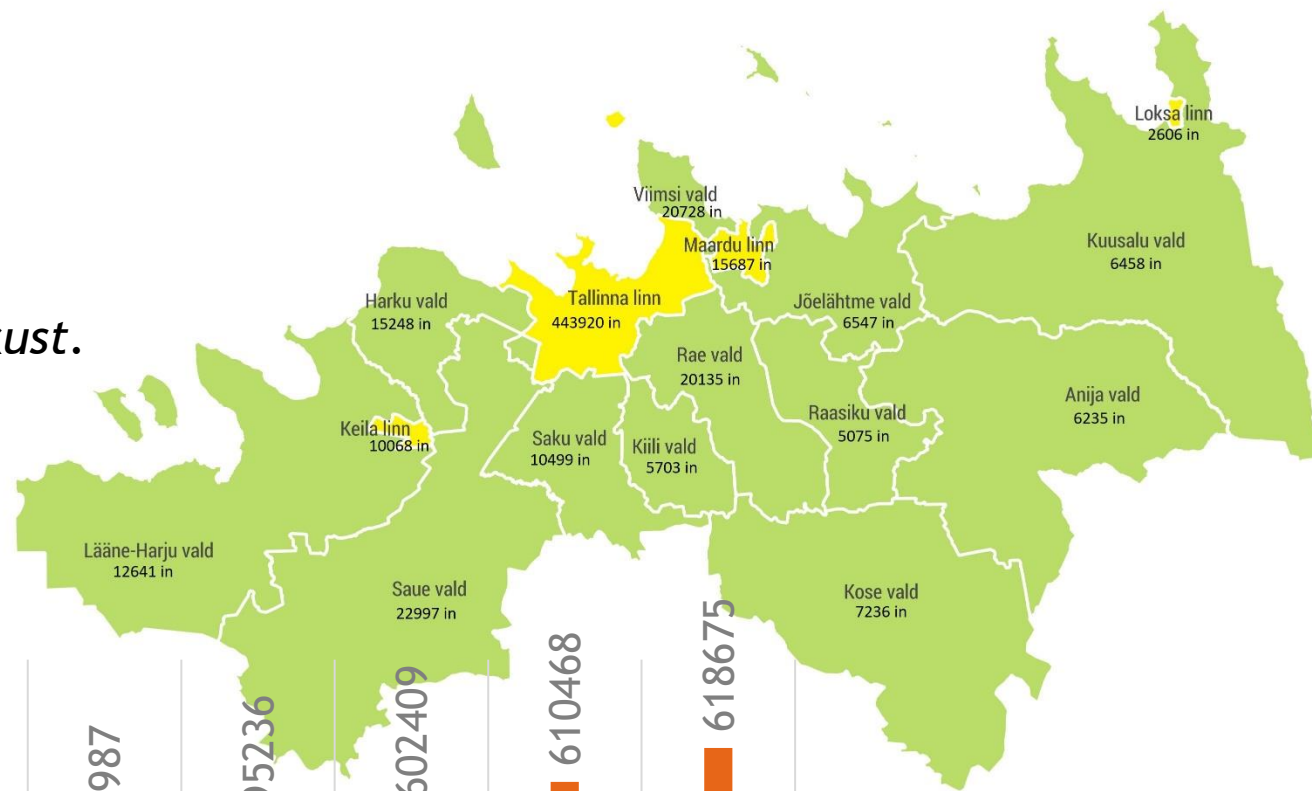 Loksa linn
2606 in
Viimsi vald
20728 in
Maardu linn
15687 in
Kuusalu vald
6458 in
Harku vald
15248 in
Tallinna linn
443920 in
Jõelähtme vald
6547 in
Rae vald
20135 in
Anija vald
6235 in
Raasiku vald
5075 in
Keila linn
10068 in
Saku vald
10499 in
Kiili vald
5703 in
Lääne-Harju vald
12641 in
Saue vald
22997 in
Kose vald
7236 in
602409
610468
618675